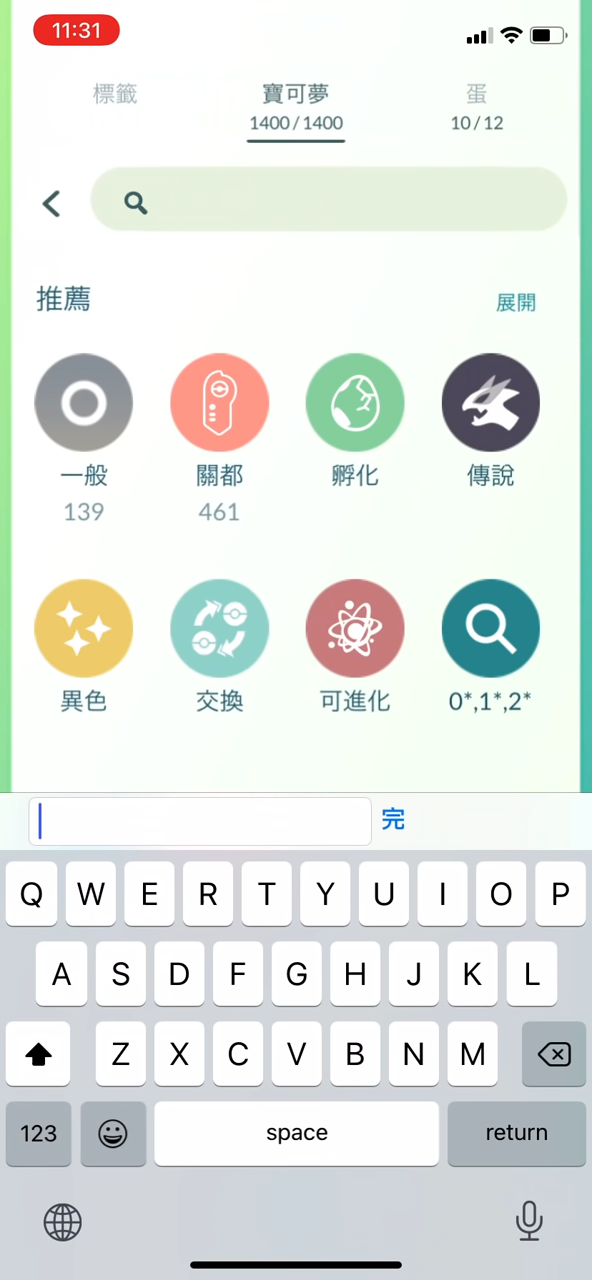 11:31
標籤 寶可夢 蛋
1400/1400 10/12
推薦 展開
一般 關都 孵化 傳說
139 461
異色 交換 可進化 0*,1*,2*
完
Q W E R T Y U I O P
A S D F G H J K L
Z X C V B N M
123 space return